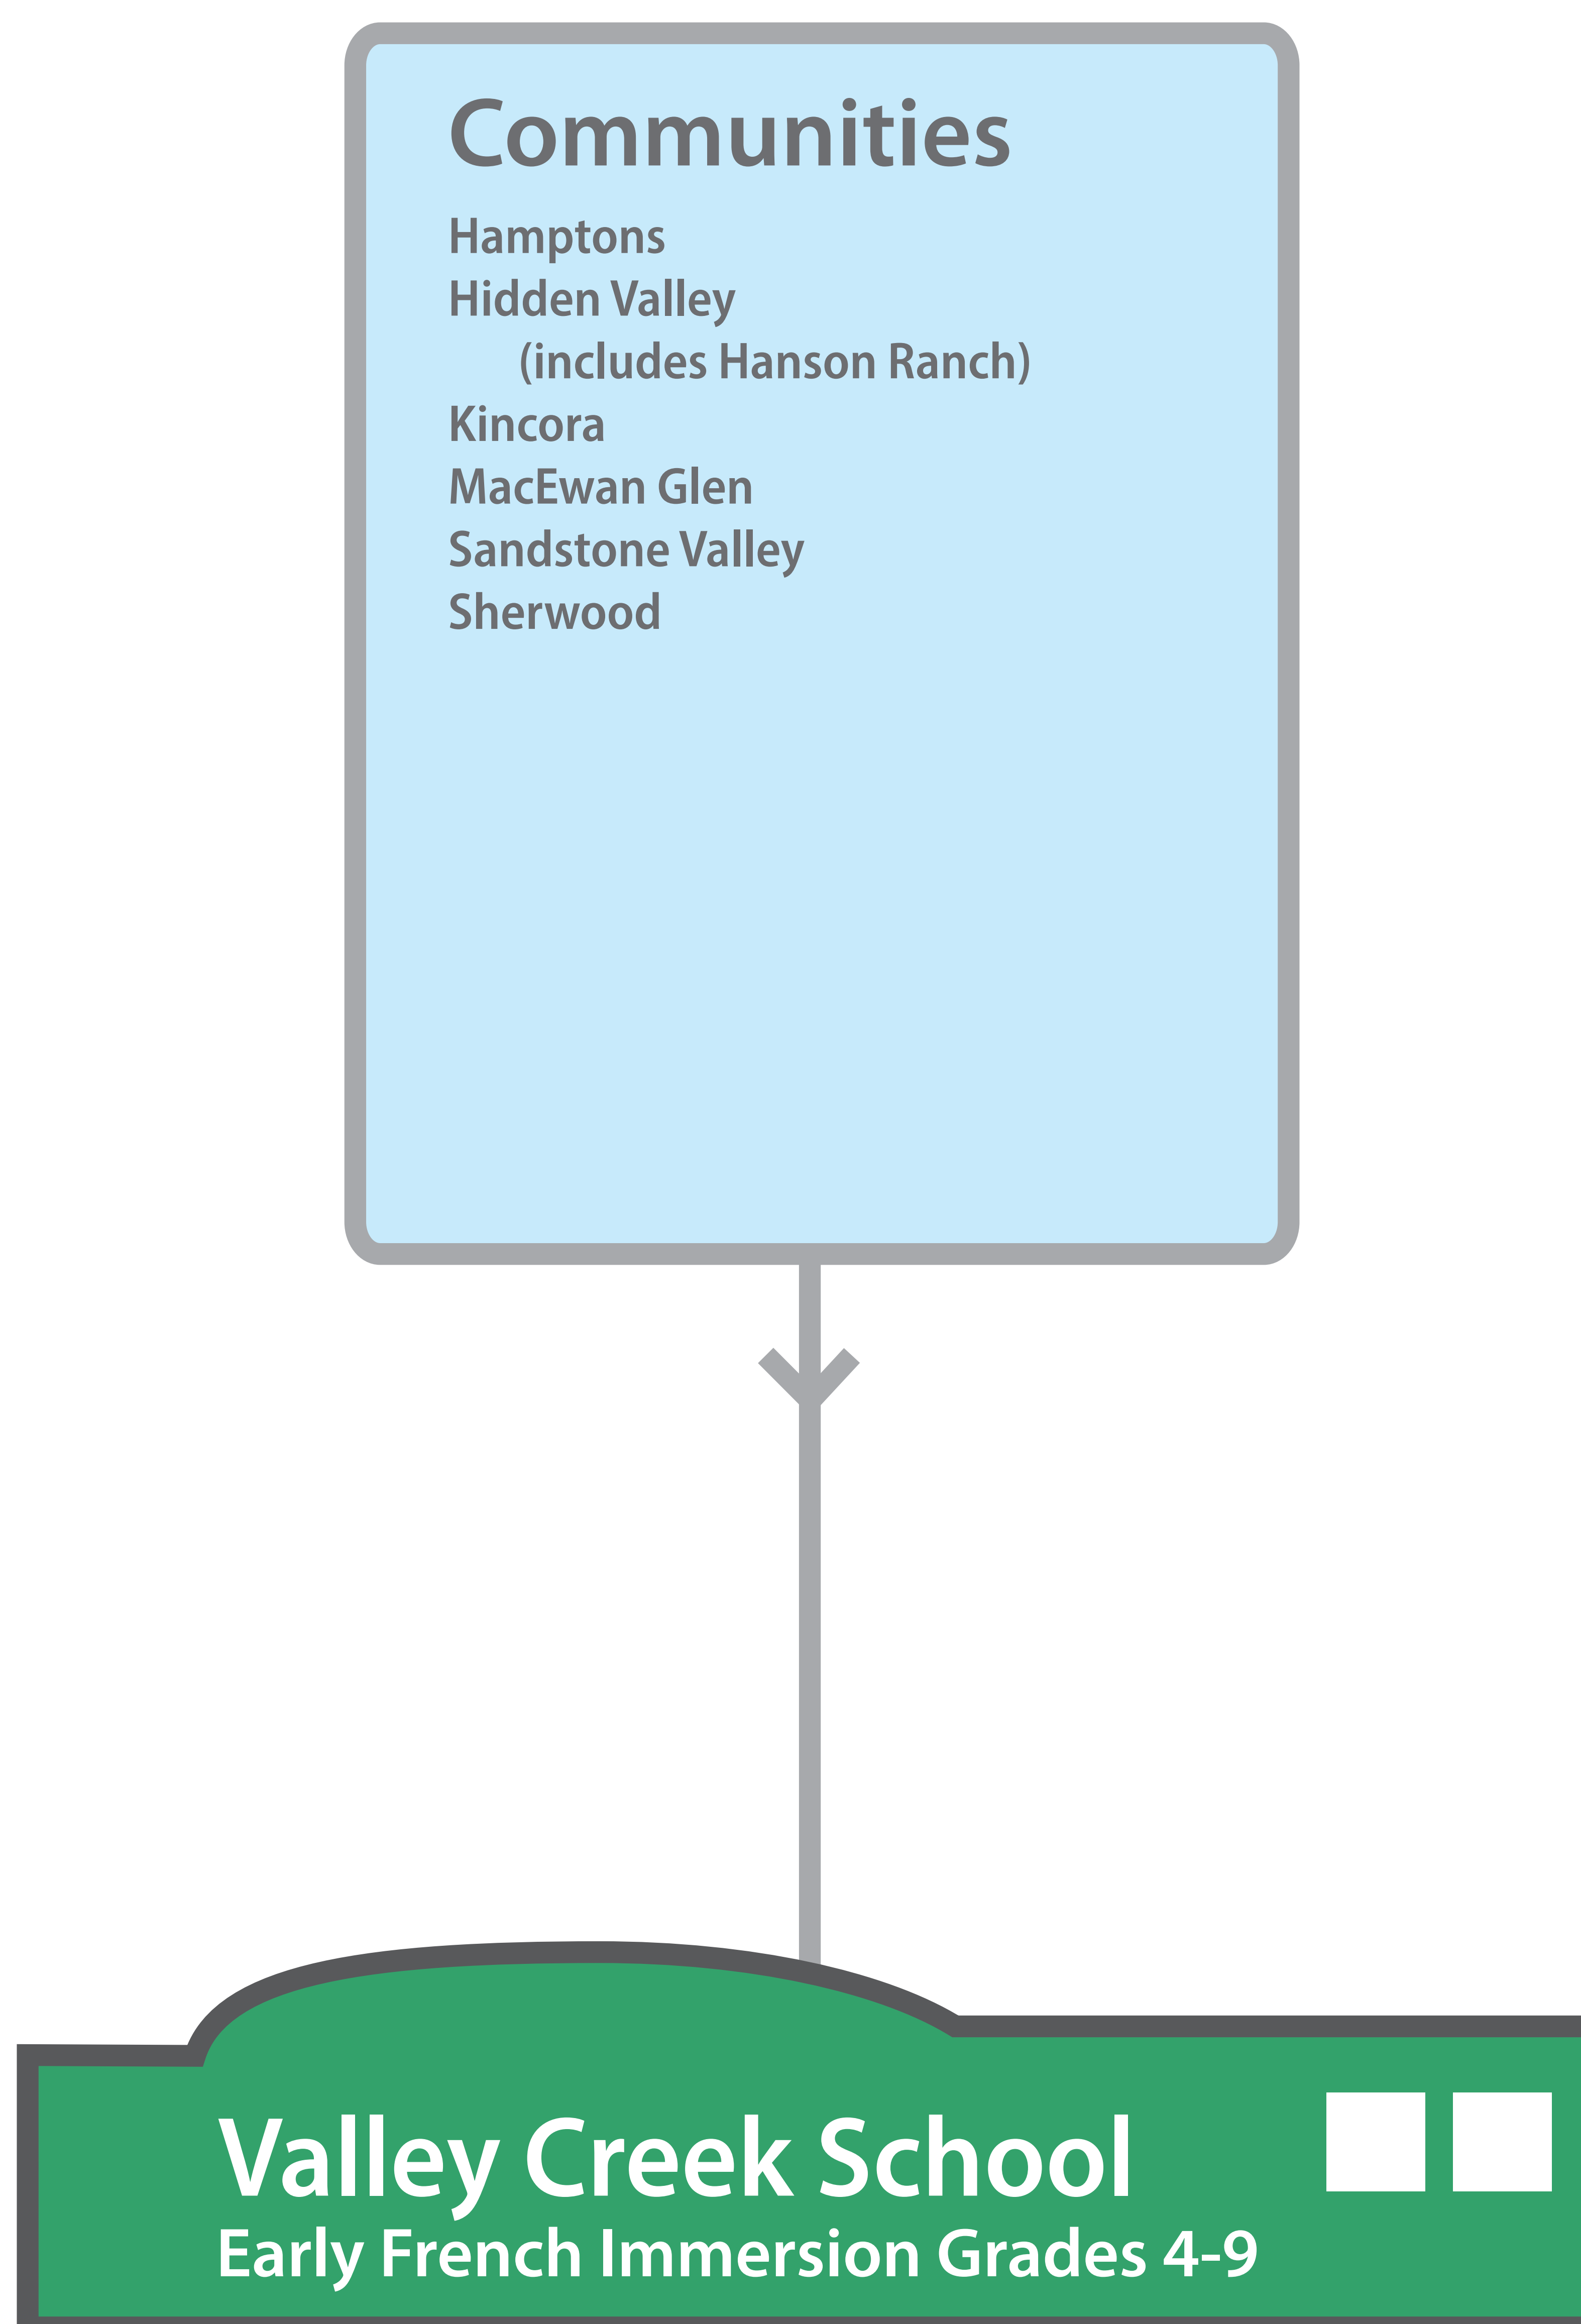 Communities
Hamptons
Hidden Valley
(includes Hanson Ranch)
Kincora
MacEwan Glen
Sandstone Valley
Sherwood
Valley Creek School
Early French Immersion Grades 4-9